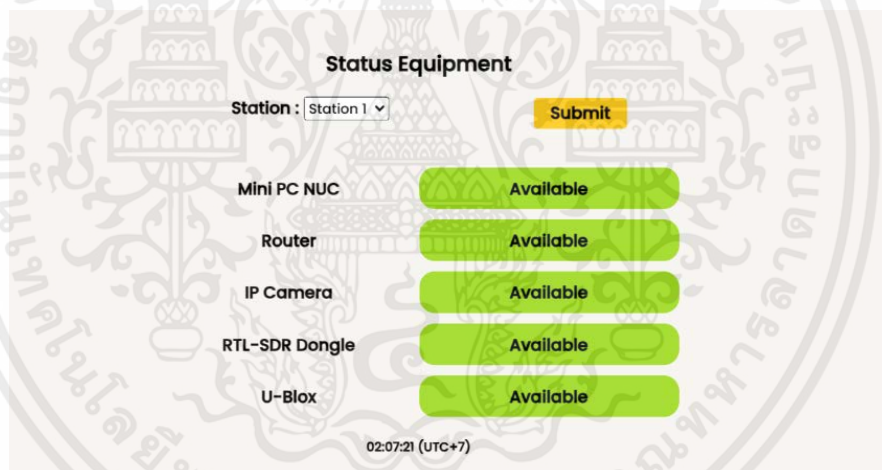 Status Equipment
Station : Station 1 Submit
Mini PC NUC Available
Router Available
IP Camera Available
RTL-SDR Dongle Available
U-Blox Available
02:07:21 (UTC+7)